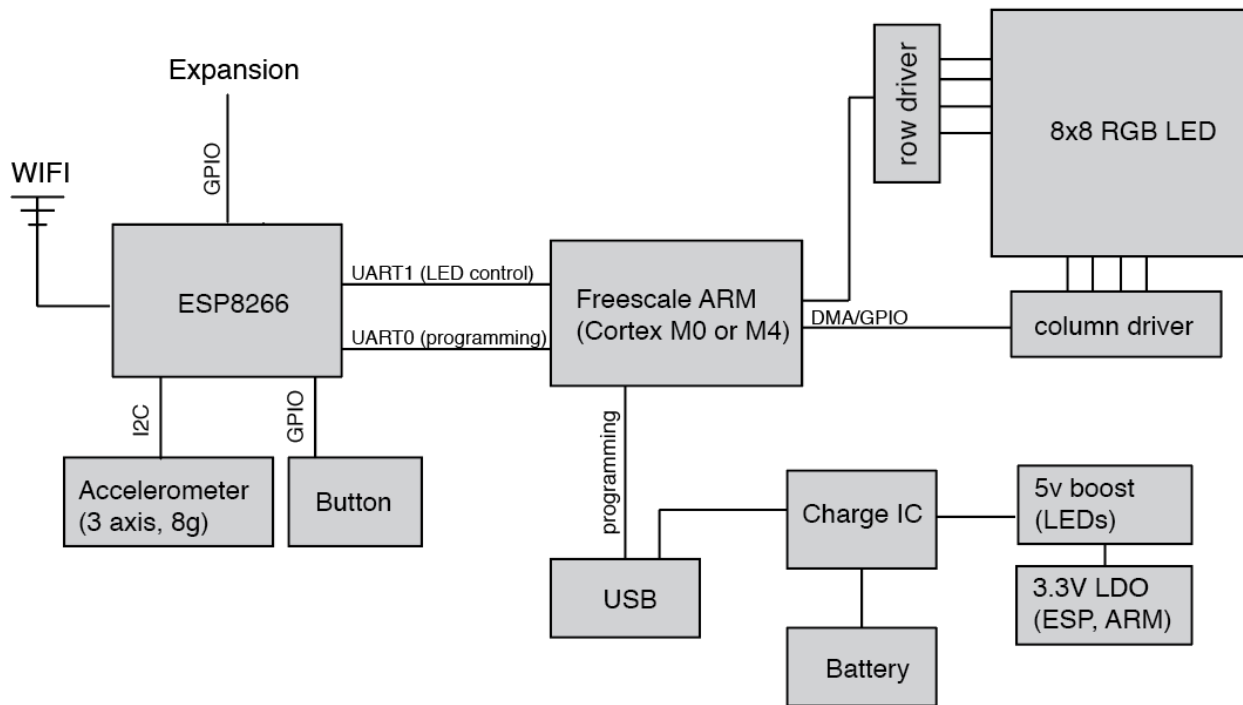 Expansion
GPIO
WIFI
ESP8266
UART1 (LED control)
UART0 (programming)
I2C
GPIO
Accelerometer
(3 axis, 8g)
Button
Freescale ARM
(Cortex M0 or M4)
programming
USB
DMA/GPIO
row driver
8x8 RGB LED
column driver
Charge IC
Battery
5v boost
(LEDs)
3.3V LDO
(ESP, ARM)